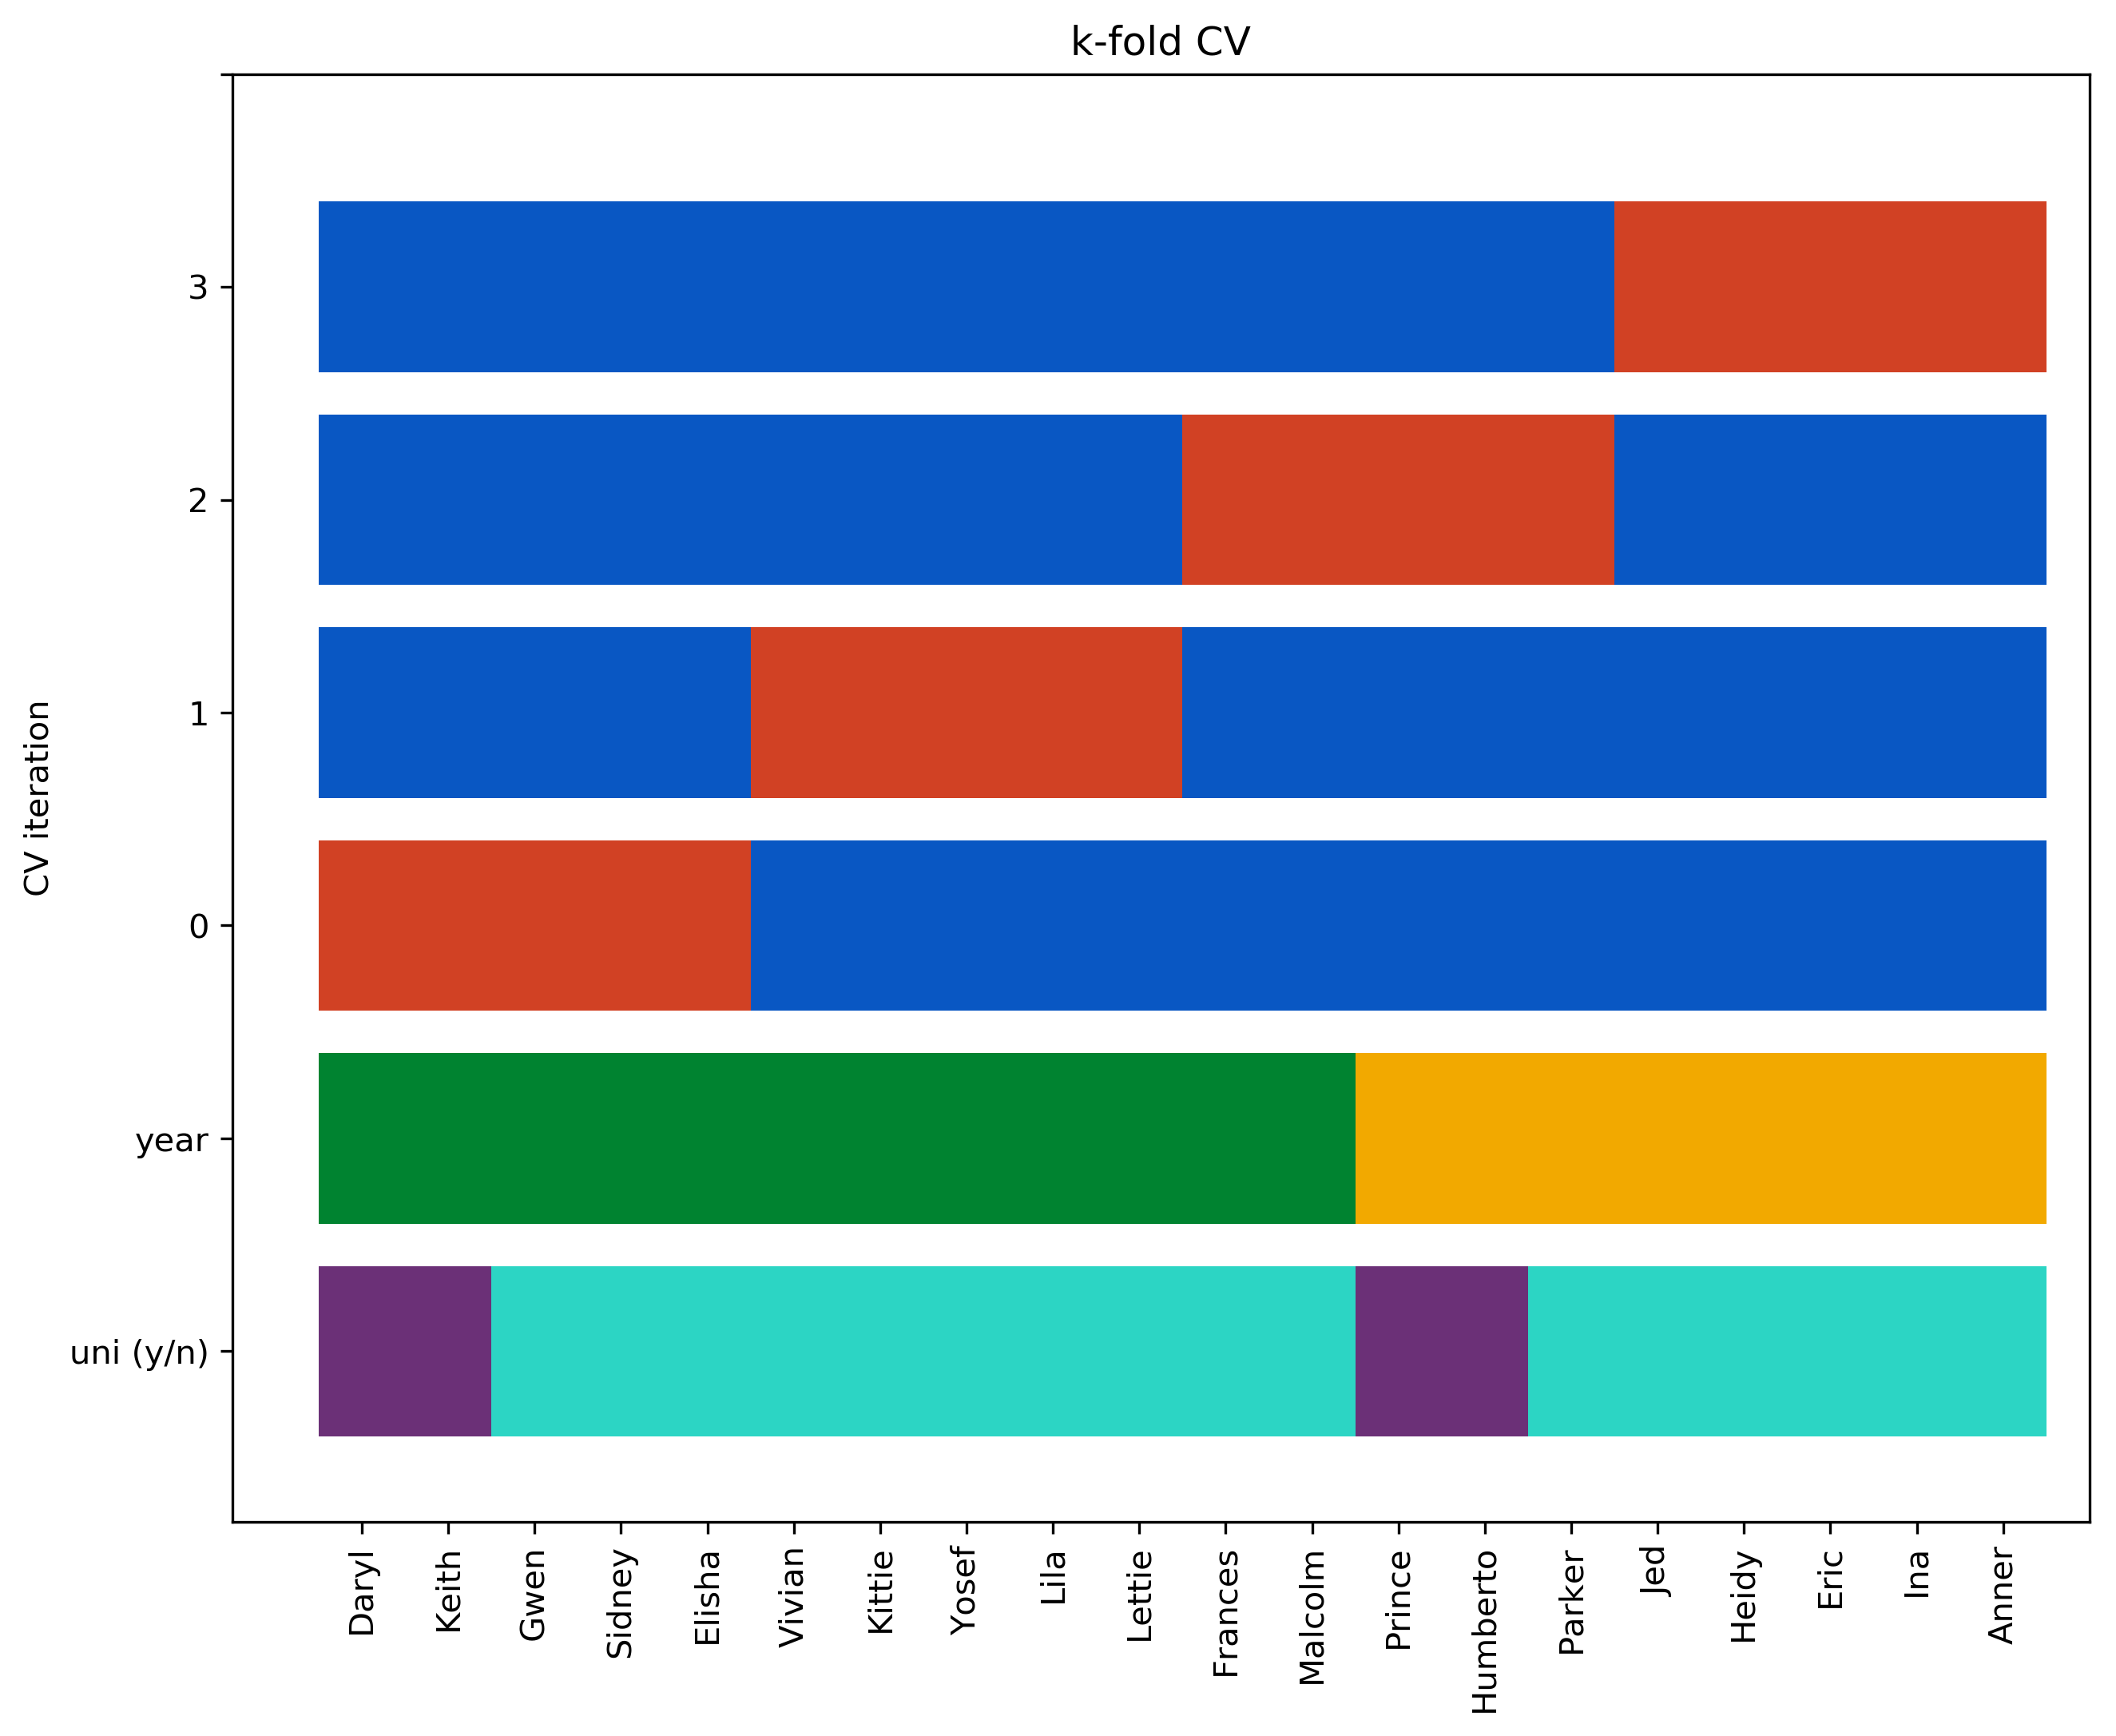 k-fold CV
CV iteration
3
2
1
0
year
uni (y/n)
Daryl
Keith
Gwen
Sidney
Elisha
Vivian
Kittie
Yosef
Lila
Lettie
Frances
Malcolm
Prince
Humberto
Parker
Jed
Heidy
Eric
Ina
Anner